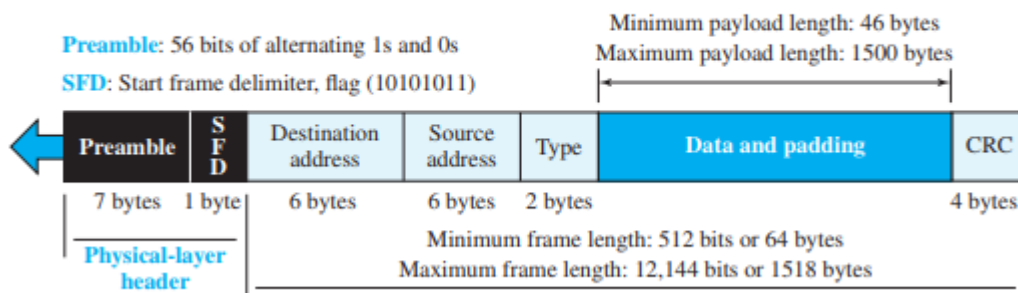 Minimum payload length: 46 bytes
Preamble: 56 bits of alternating 1s and 0s
Maximum payload length: 1500 bytes
SFD: Start frame delimiter, flag (10101011)
Preamble
S
F
D
Destination
address
Source
address
Type
Data and padding
CRC
7 bytes 1 byte 6 bytes 6 bytes 2 bytes 4 bytes
Physical-layer
header
Minimum frame length: 512 bits or 64 bytes
Maximum frame length: 12,144 bits or 1518 bytes